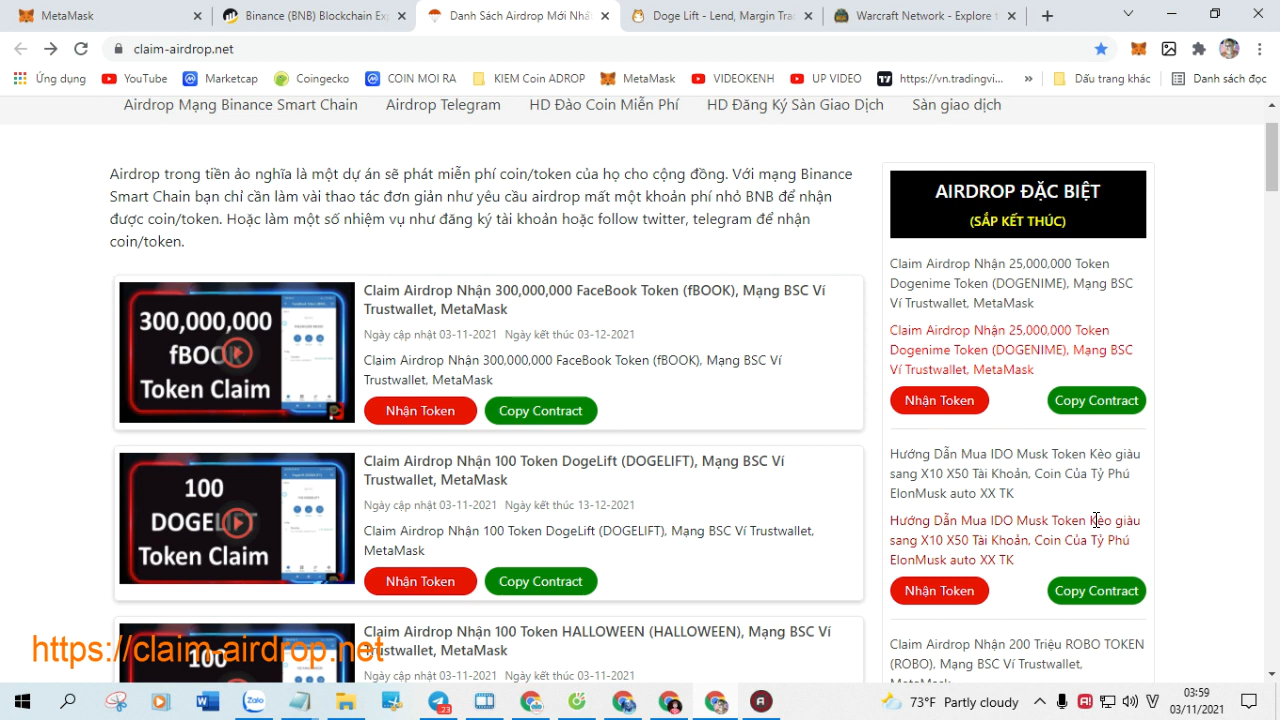 MetaMask
Binance (BNB) Blockchain Exp
Danh Sách Airdrop Mới Nhấ
Doge Lift - Lend, Margin Trad
Warcraft Network - Explore t
claim-airdrop.net
Ứng dụng
YouTube
Marketcap
Coingecko
COIN MOI RA
KIEM Coin ADROP
MetaMask
VIDEOKENH
UP VIDEO
https://vn.tradingvi...
»
Dấu trang khác
Danh sách đọc
Airdrop Mạng Binance Smart Chain
Airdrop Telegram
HD Đào Coin Miễn Phí
HD Đăng Ký Sàn Giao Dịch
Sàn giao dịch
Airdrop trong tiền ảo nghĩa là một dự án sẽ phát miễn phí coin/token của họ cho cộng đồng. Với mạng Binance
Smart Chain bạn chỉ cần làm vài thao tác đơn giản như yêu cầu airdrop mất một khoản phí nhỏ BNB để nhận
được coin/token. Hoặc làm một số nhiệm vụ như đăng ký tài khoản hoặc follow twitter, telegram để nhận
coin/token.
300,000,000
fBOOK
Token Claim
Claim Airdrop Nhận 300,000,000 FaceBook Token (fBOOK), Mạng BSC Ví
Trustwallet, MetaMask
Ngày cập nhật 03-11-2021 Ngày kết thúc 03-12-2021
Claim Airdrop Nhận 300,000,000 FaceBook Token (fBOOK), Mạng BSC Ví
Trustwallet, MetaMask
Nhận Token
Copy Contract
100
DOGELIFT
Token Claim
Claim Airdrop Nhận 100 Token DogeLift (DOGELIFT), Mạng BSC Ví
Trustwallet, MetaMask
Ngày cập nhật 03-11-2021 Ngày kết thúc 13-12-2021
Claim Airdrop Nhận 100 Token DogeLift (DOGELIFT), Mạng BSC Ví Trustwallet,
MetaMask
Nhận Token
Copy Contract
100
Claim Airdrop Nhận 100 Token HALLOWEEN (HALLOWEEN), Mạng BSC Ví
Trustwallet, MetaMask
Ngày cập nhật 03-11-2021 Ngày kết thúc 03-11-2021
https://claim-airdrop.net
AIRDROP ĐẶC BIỆT
(SẮP KẾT THÚC)
Claim Airdrop Nhận 25,000,000 Token
Dogenime Token (DOGENIME), Mạng BSC
Ví Trustwallet, MetaMask
Claim Airdrop Nhận 25,000,000 Token
Dogenime Token (DOGENIME), Mạng BSC
Ví Trustwallet, MetaMask
Nhận Token
Copy Contract
Hướng Dẫn Mua IDO Musk Token Kèo giàu
sang X10 X50 Tài Khoản, Coin Của Tỷ Phú
ElonMusk auto XX TK
Hướng Dẫn Mua IDO Musk Token Kèo giàu
sang X10 X50 Tài Khoản, Coin Của Tỷ Phú
ElonMusk auto XX TK
Nhận Token
Copy Contract
Claim Airdrop Nhận 200 Triệu ROBO TOKEN
(ROBO), Mạng BSC Ví Trustwallet,
Zalo
23
73°F Partly cloudy
03:59
03/11/2021